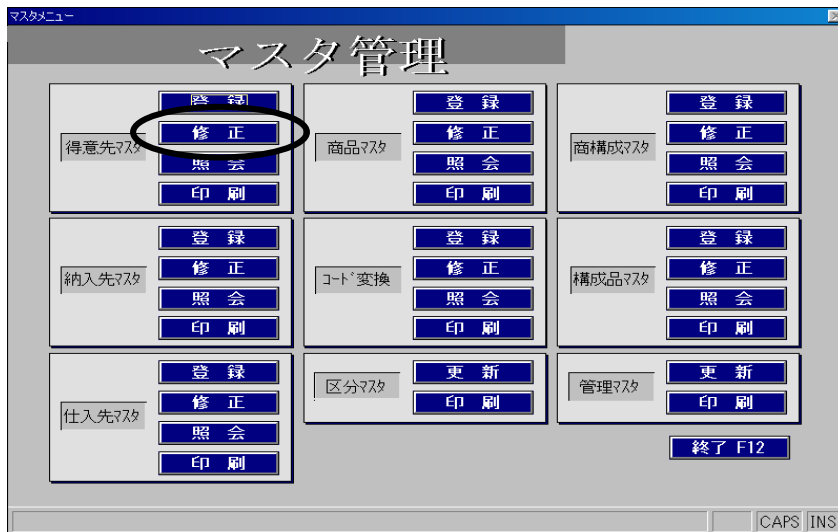 マスタメニュー
マスタ管理
得意先マスタ
登 録
修 正
照 会
印 刷
商品マスタ
登 録
修 正
照 会
印 刷
商構成マスタ
登 録
修 正
照 会
印 刷
納入先マスタ
登 録
修 正
照 会
印 刷
コード変換
登 録
修 正
照 会
印 刷
構成品マスタ
登 録
修 正
照 会
印 刷
仕入先マスタ
登 録
修 正
照 会
印 刷
区分マスタ
更 新
印 刷
管理マスタ
更 新
印 刷
終了 F12
CAPS INS